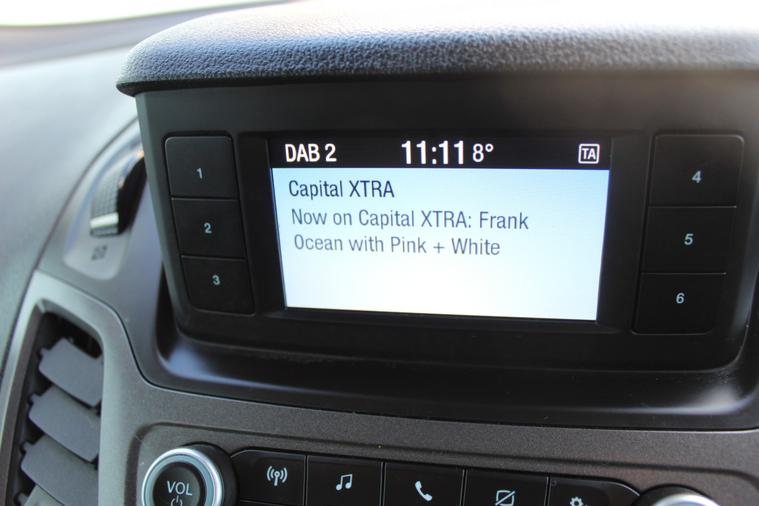 DAB 2 11:11 8° TA
Capital XTRA
Now on Capital XTRA: Frank
Ocean with Pink + White
1
2
3
4
5
6
VOL